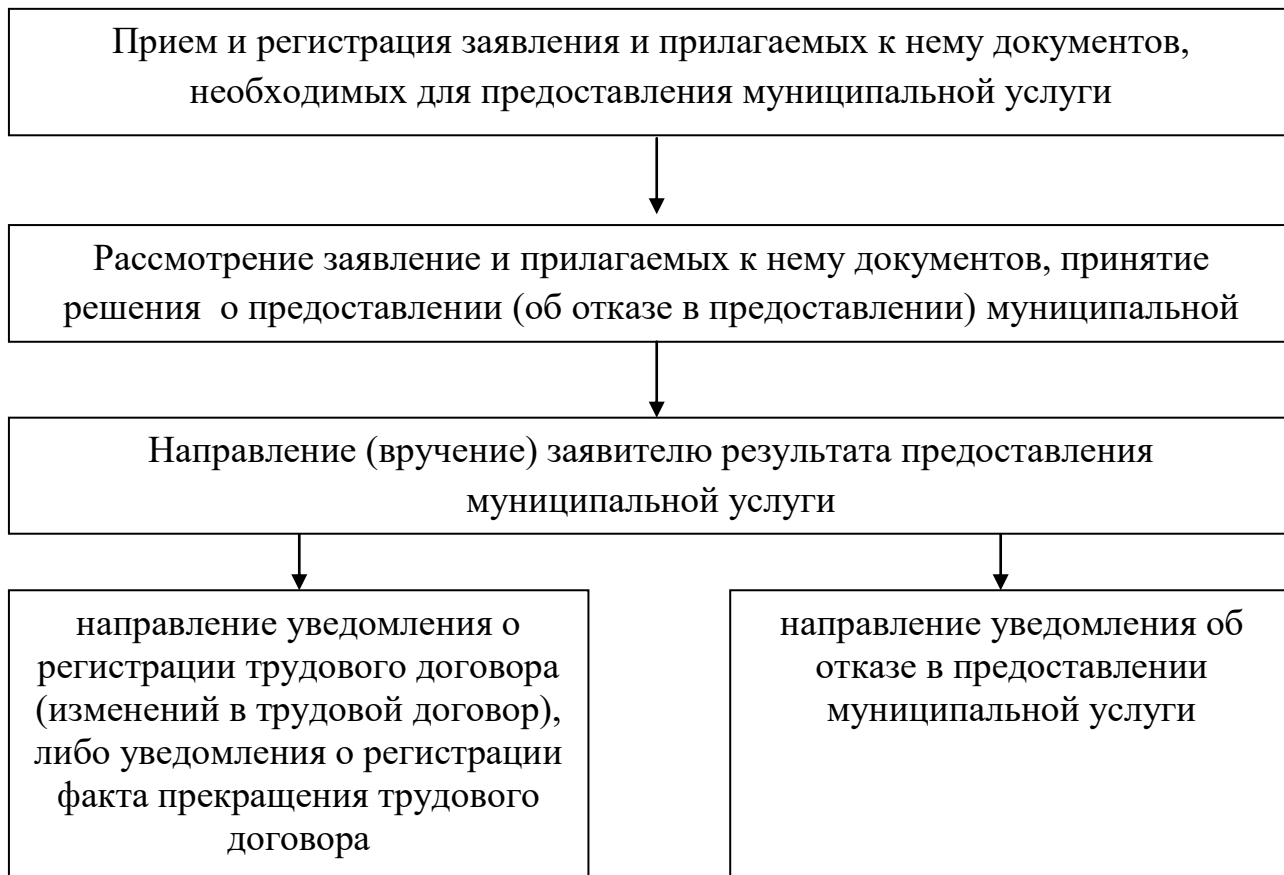 Прием и регистрация заявления и прилагаемых к нему документов,
необходимых для предоставления муниципальной услуги
Рассмотрение заявление и прилагаемых к нему документов, принятие
решения о предоставлении (об отказе в предоставлении) муниципальной
Направление (вручение) заявителю результата предоставления
муниципальной услуги
направление уведомления о
регистрации трудового договора
(изменений в трудовой договор),
либо уведомления о регистрации
факта прекращения трудового
договора
направление уведомления об
отказе в предоставлении
муниципальной услуги